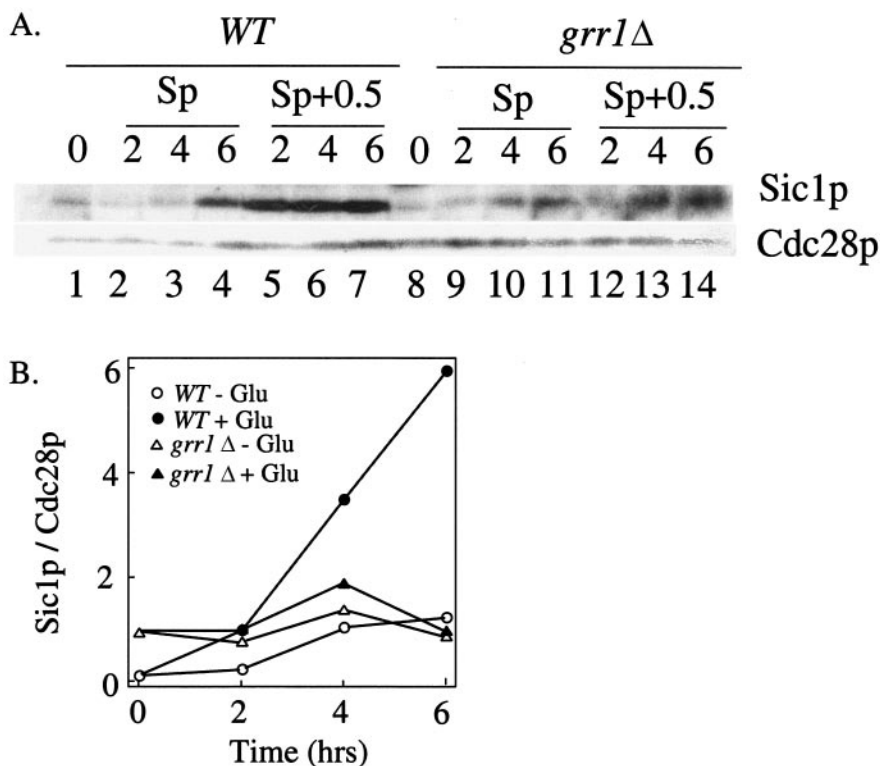 A.
WT grr1Δ
Sp Sp+0.5 Sp Sp+0.5
0 2 4 6 2 4 6 0 2 4 6 2 4 6
Sic1p
Cdc28p
1 2 3 4 5 6 7 8 9 10 11 12 13 14
B.
6
4
2
0
Sic1p / Cdc28p
WT - Glu
WT + Glu
grr1 Δ - Glu
grr1 Δ + Glu
0 2 4 6
Time (hrs)